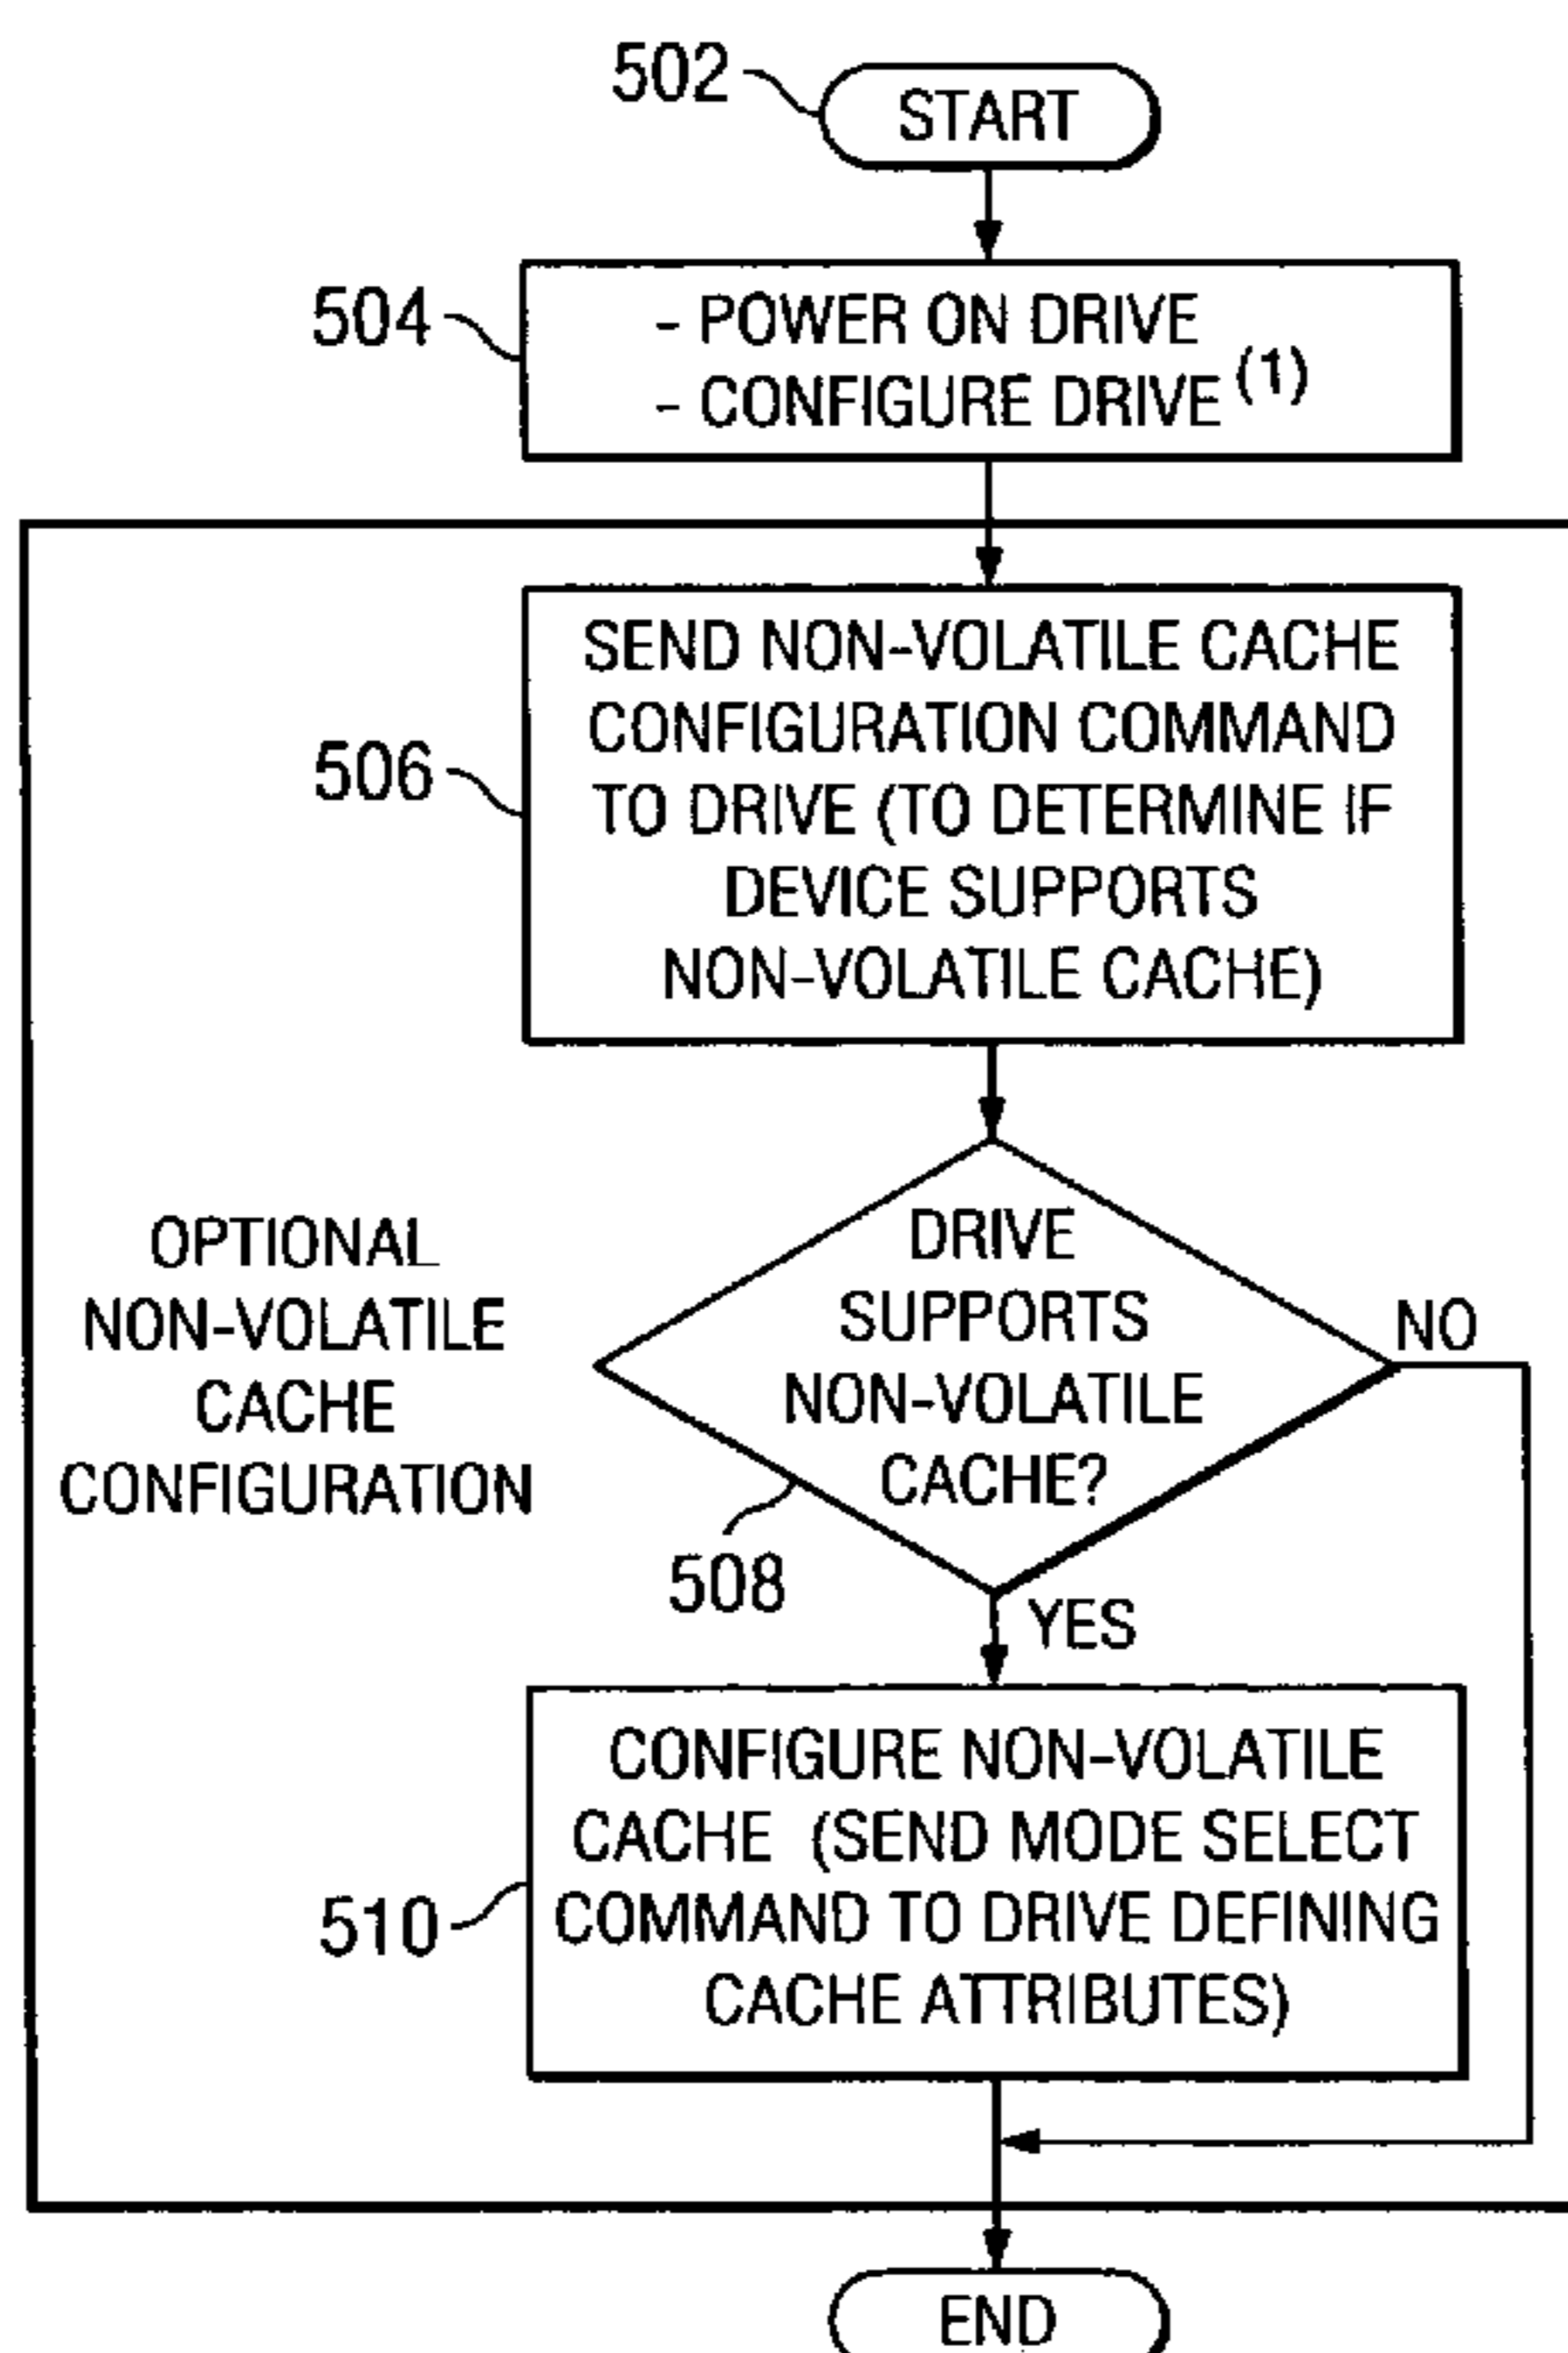 502
START
504
- POWER ON DRIVE
- CONFIGURE DRIVE (1)
506
SEND NON-VOLATILE CACHE
CONFIGURATION COMMAND
TO DRIVE (TO DETERMINE IF
DEVICE SUPPORTS
NON-VOLATILE CACHE)
OPTIONAL
NON-VOLATILE
CACHE
CONFIGURATION
DRIVE
SUPPORTS
NON-VOLATILE
CACHE?
NO
508
YES
510
CONFIGURE NON-VOLATILE
CACHE (SEND MODE SELECT
COMMAND TO DRIVE DEFINING
CACHE ATTRIBUTES)
END